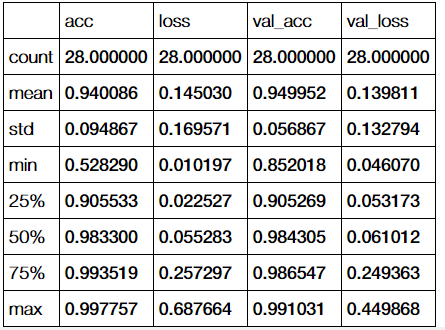 acc loss val_acc val_loss
count 28.000000 28.000000 28.000000 28.000000
mean 0.940086 0.145030 0.949952 0.139811
std 0.094867 0.169571 0.056867 0.132794
min 0.528290 0.010197 0.852018 0.046070
25% 0.905533 0.022527 0.905269 0.053173
50% 0.983300 0.055283 0.984305 0.061012
75% 0.993519 0.257297 0.986547 0.249363
max 0.997757 0.687664 0.991031 0.449868